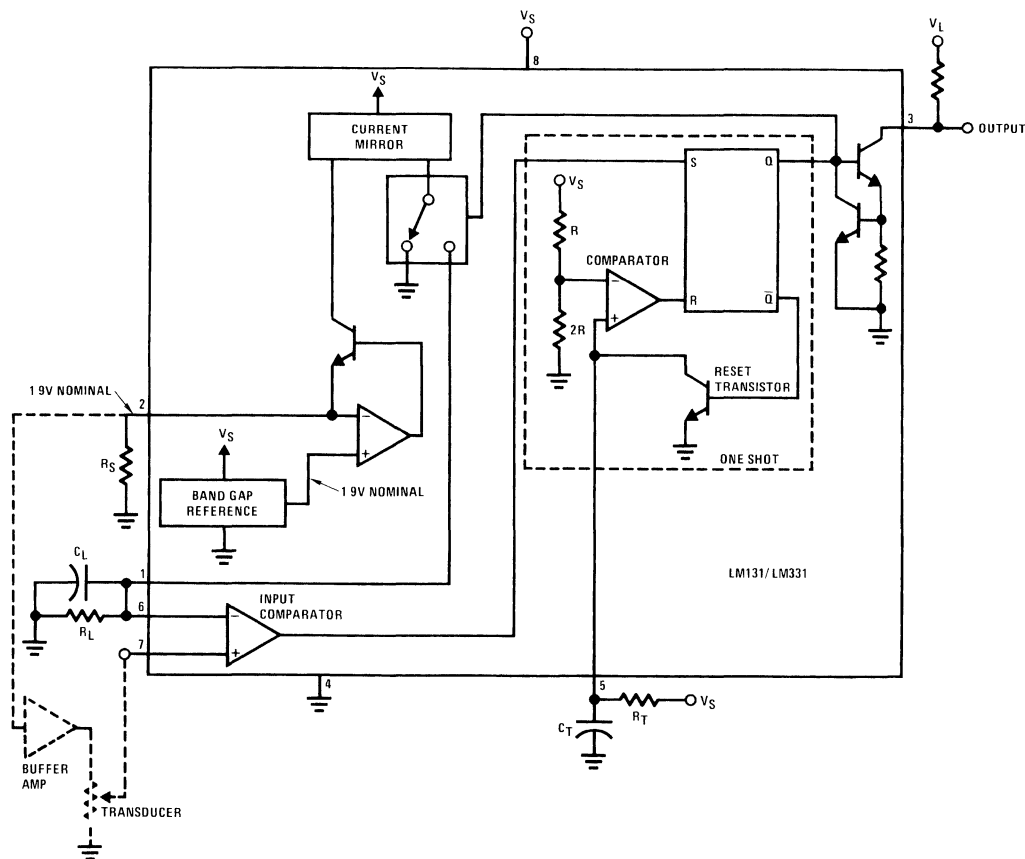 VS
8
VL
VS
CURRENT
MIRROR
3
OUTPUT
S
Q
VS
R
COMPARATOR
−
+
R
Q̅
2R
RESET
TRANSISTOR
ONE SHOT
1 9V NOMINAL
2
−
+
VS
RS
BAND GAP
REFERENCE
1 9V NOMINAL
CL
1
LM131/LM331
6
INPUT
COMPARATOR
−
RL
7
+
4
5
RT
VS
CT
BUFFER
AMP
TRANSDUCER